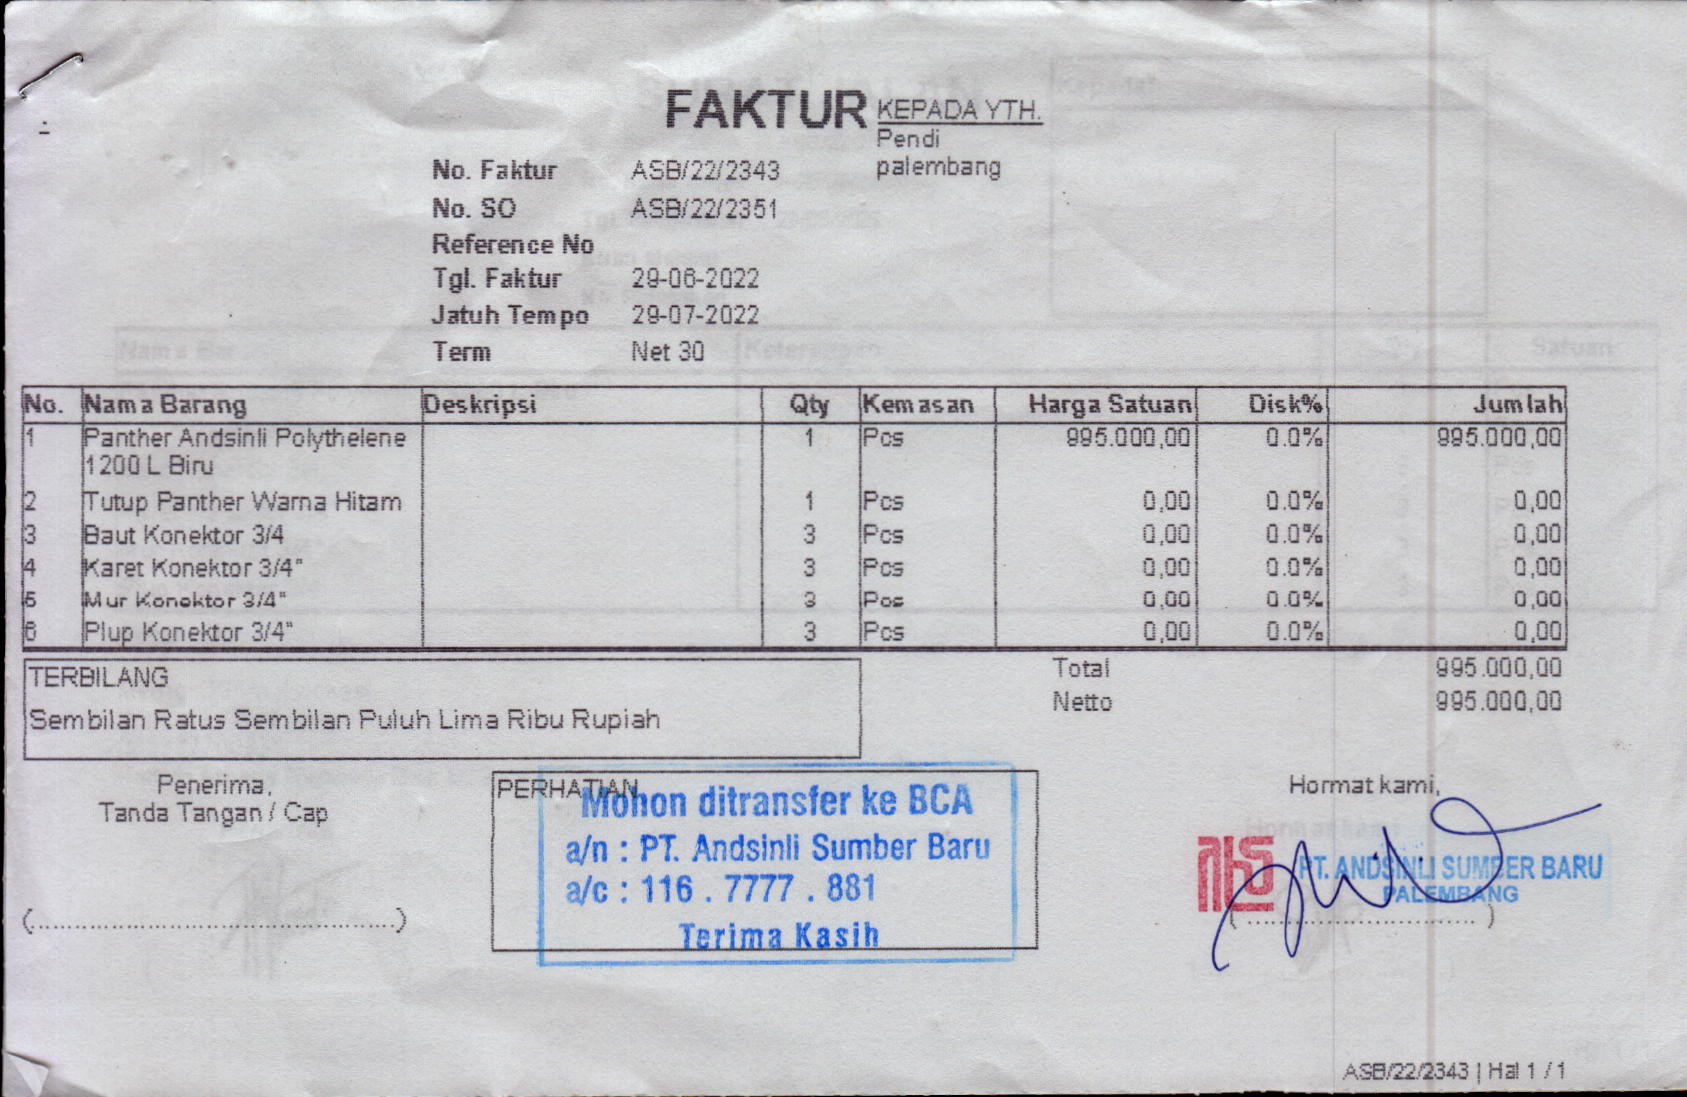 FAKTUR
KEPADA YTH.
Pendi
palembang
No. Faktur ASB/22/2343
No. SO ASB/22/2351
Reference No
Tgl. Faktur 29-06-2022
Jatuh Tempo 29-07-2022
Term Net 30
No. Nama Barang Deskripsi Qty Kemasan Harga Satuan Disk% Jumlah
1 Panther Andsinli Polythelene 1 Pcs 995.000,00 0.0% 995.000,00
1200 L Biru
2 Tutup Panther Warna Hitam 1 Pcs 0,00 0.0% 0,00
3 Baut Konektor 3/4 3 Pcs 0,00 0.0% 0,00
4 Karet Konektor 3/4" 3 Pcs 0,00 0.0% 0,00
5 Mur Konektor 3/4" 3 Pcs 0,00 0.0% 0,00
6 Plup Konektor 3/4" 3 Pcs 0,00 0.0% 0,00
Total 995.000,00
Netto 995.000,00
TERBILANG
Sembilan Ratus Sembilan Puluh Lima Ribu Rupiah
Penerima,
Tanda Tangan / Cap
(...............................................)
PERHATIAN
Mohon ditransfer ke BCA
a/n : PT. Andsinli Sumber Baru
a/c : 116 . 7777 . 881
Terima Kasih
Hormat kami,
PT. ANDSINLI SUMBER BARU
PALEMBANG
(...............................)
ASB/22/2343 | Hal 1 / 1